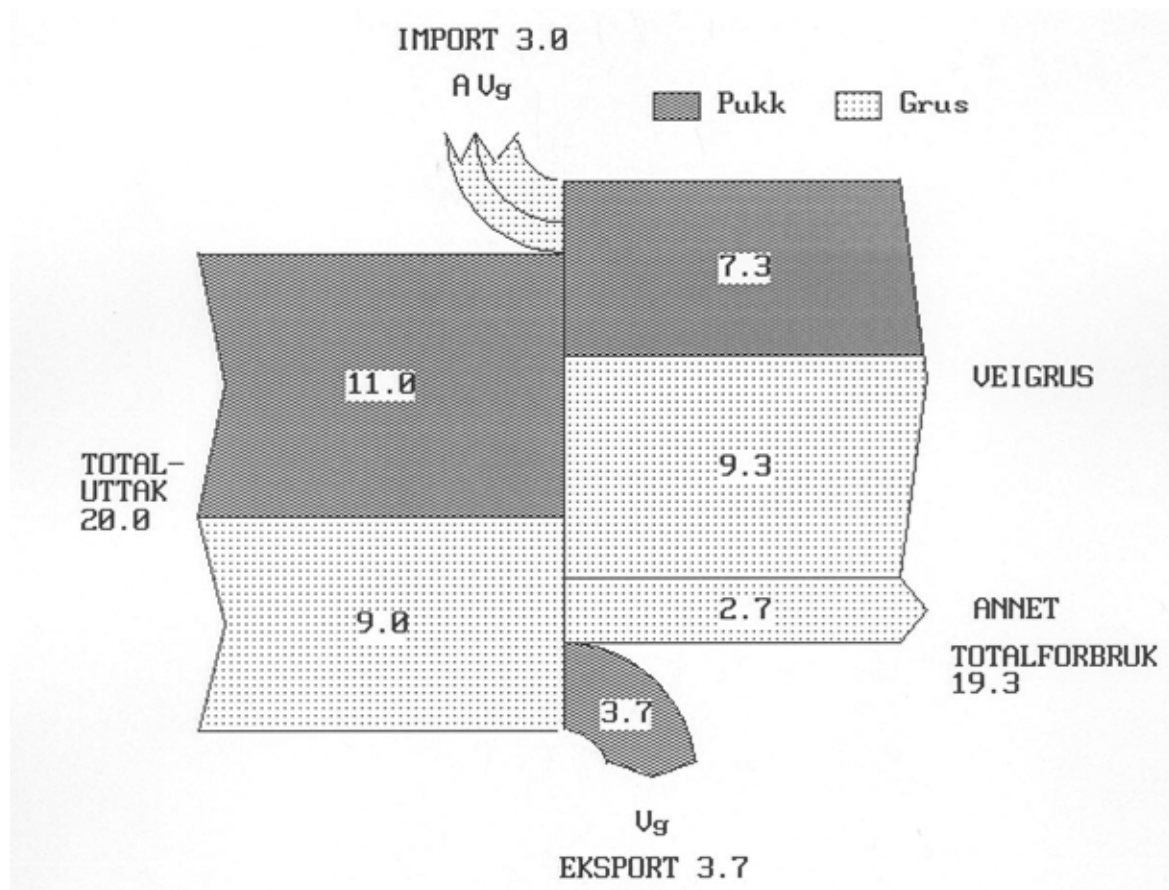 IMPORT 3.0
A Vg
Pukk
Grus
7.3
11.0
VEIGRUS
9.3
TOTAL-
UTTAK
20.0
9.0
2.7
ANNET
TOTALFORBRUK
19.3
3.7
Vg
EKSPORT 3.7